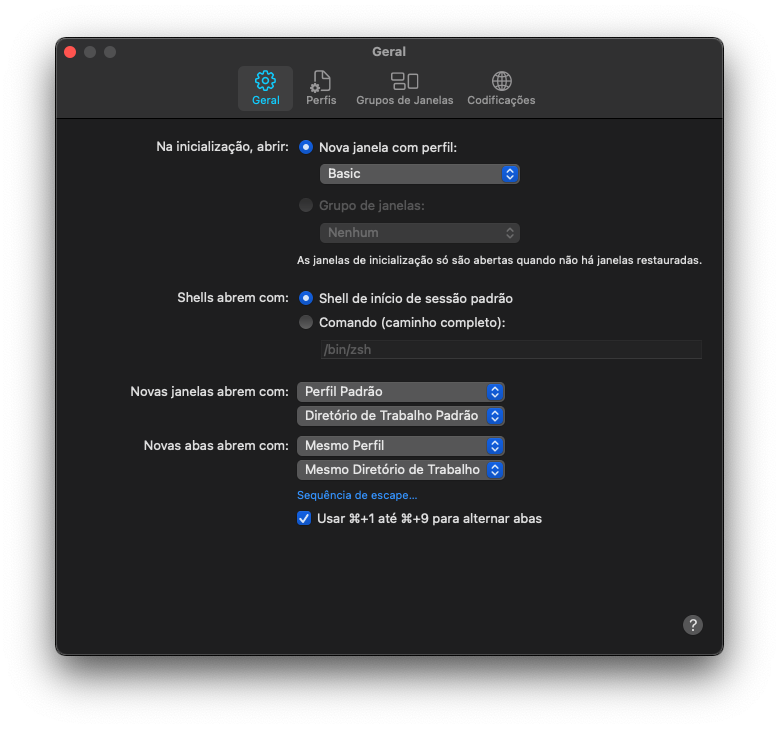 Geral
Geral
Perfis
Grupos de Janelas
Codificações
Na inicialização, abrir:
Nova janela com perfil:
Basic
Grupo de janelas:
Nenhum
As janelas de inicialização só são abertas quando não há janelas restauradas.
Shells abrem com:
Shell de início de sessão padrão
Comando (caminho completo):
/bin/zsh
Novas janelas abrem com:
Perfil Padrão
Diretório de Trabalho Padrão
Novas abas abrem com:
Mesmo Perfil
Mesmo Diretório de Trabalho
Sequência de escape...
Usar ⌘+1 até ⌘+9 para alternar abas
?